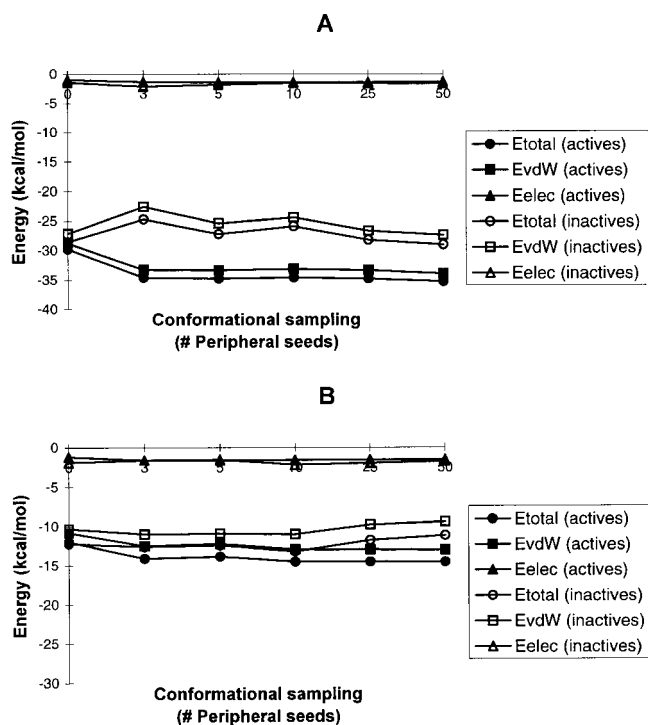 A
0
-5
-10
-15
-20
-25
-30
-35
-40
0 3 5 10 25 50
Energy (kcal/mol)
Conformational sampling
(# Peripheral seeds)
Etotal (actives)
EvdW (actives)
Eelec (actives)
Etotal (inactives)
EvdW (inactives)
Eelec (inactives)
B
0
-5
-10
-15
-20
-25
-30
0 3 5 10 25 50
Energy (kcal/mol)
Conformational sampling
(# Peripheral seeds)
Etotal (actives)
EvdW (actives)
Eelec (actives)
Etotal (inactives)
EvdW (inactives)
Eelec (inactives)